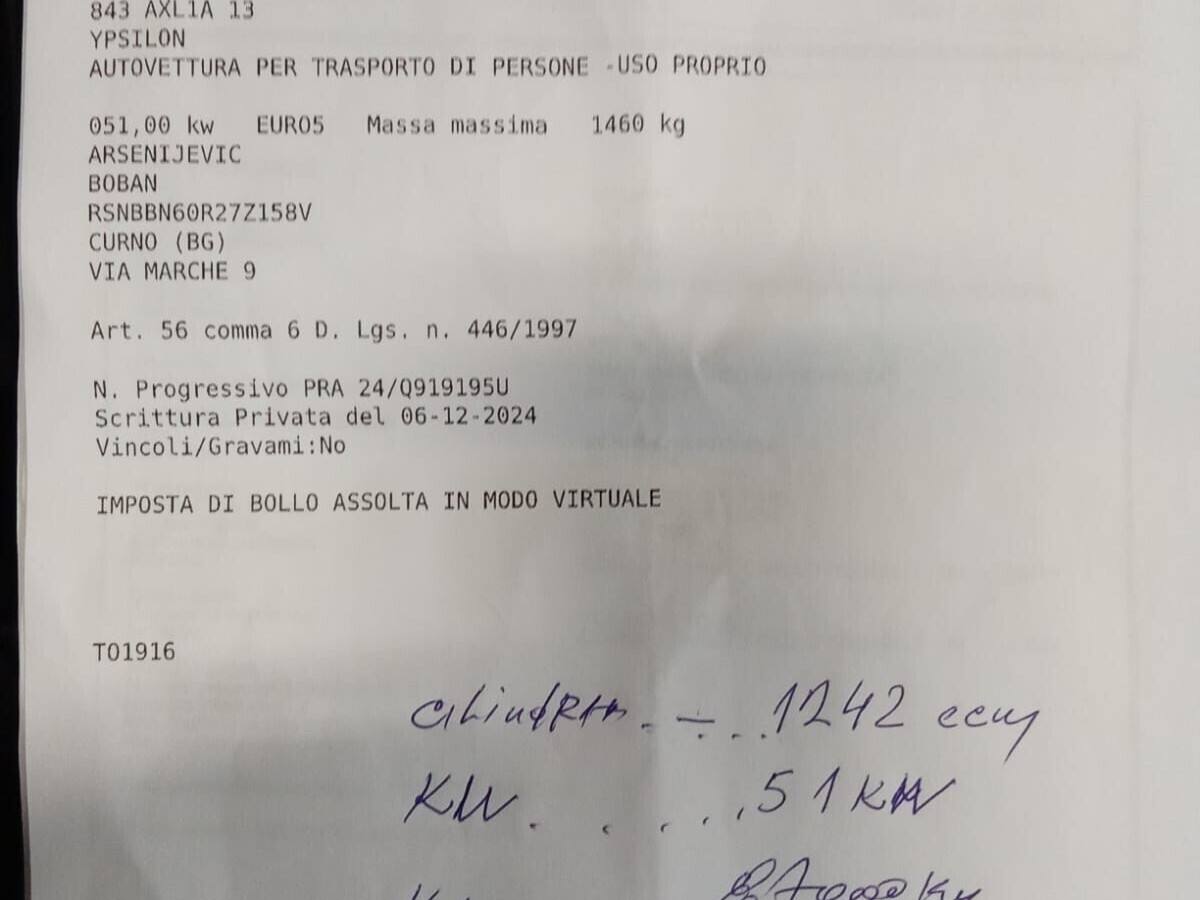 843 AXL1A 13
YPSILON
AUTOVETTURA PER TRASPORTO DI PERSONE -USO PROPRIO
051,00 kw EURO5 Massa massima 1460 kg
ARSENIJEVIC
BOBAN
RSNBBN60R27Z158V
CURNO (BG)
VIA MARCHE 9
Art. 56 comma 6 D. Lgs. n. 446/1997
N. Progressivo PRA 24/Q919195U
Scrittura Privata del 06-12-2024
Vincoli/Gravami:No
IMPOSTA DI BOLLO ASSOLTA IN MODO VIRTUALE
T01916
1242
KW. . . . . . 51 KW